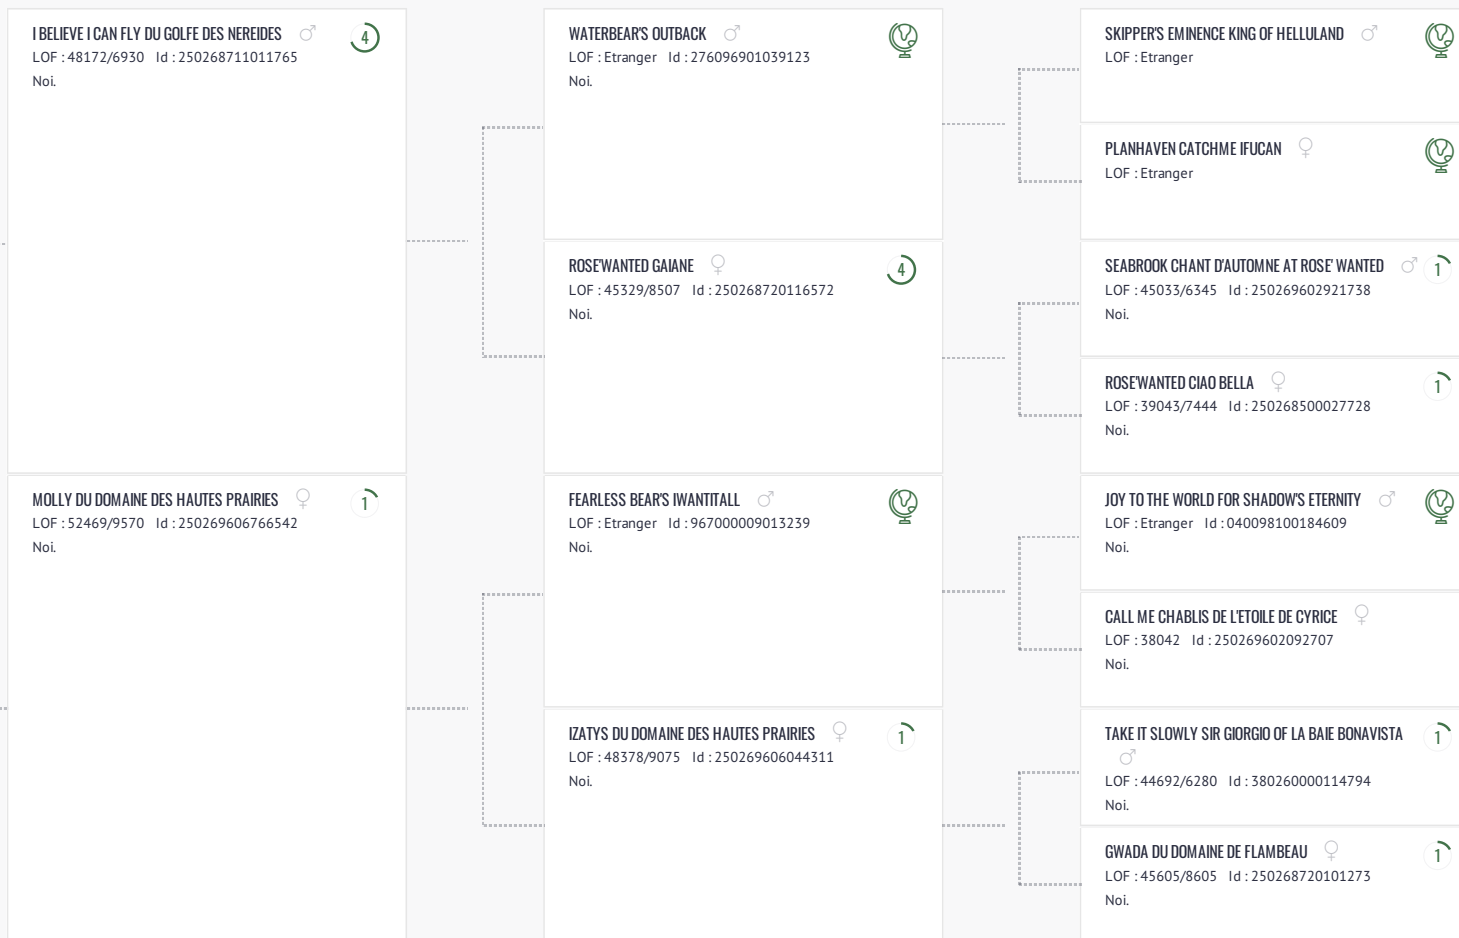 I BELIEVE I CAN FLY DU GOLFE DES NEREIDES
4
LOF : 48172/6930 Id : 250268711011765
Noi.
MOLLY DU DOMAINE DES HAUTES PRAIRIES
1
LOF : 52469/9570 Id : 250269606766542
Noi.
WATERBEAR'S OUTBACK
LOF : Etranger Id : 276096901039123
Noi.
ROSE'WANTED GAIANE
4
LOF : 45329/8507 Id : 250268720116572
Noi.
FEARLESS BEAR'S IWANTITALL
LOF : Etranger Id : 967000009013239
Noi.
IZATYS DU DOMAINE DES HAUTES PRAIRIES
1
LOF : 48378/9075 Id : 250269606044311
Noi.
SKIPPER'S EMINENCE KING OF HELLULAND
LOF : Etranger
PLANHAVEN CATCHME IFUCAN
LOF : Etranger
SEABROOK CHANT D'AUTOMNE AT ROSE' WANTED
1
LOF : 45033/6345 Id : 250269602921738
Noi.
ROSE'WANTED CIAO BELLA
1
LOF : 39043/7444 Id : 250268500027728
Noi.
JOY TO THE WORLD FOR SHADOW'S ETERNITY
LOF : Etranger Id : 040098100184609
Noi.
CALL ME CHABLIS DE L'ETOILE DE CYRICE
LOF : 38042 Id : 250269602092707
Noi.
TAKE IT SLOWLY SIR GIORGIO OF LA BAIE BONAVISTA
1
LOF : 44692/6280 Id : 380260000114794
Noi.
GWADA DU DOMAINE DE FLAMBEAU
1
LOF : 45605/8605 Id : 250268720101273
Noi.